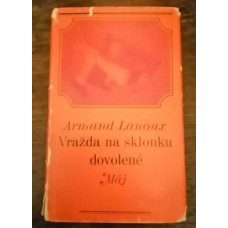 Armand Lanoux
Vražda na sklonku
dovolené
Máj